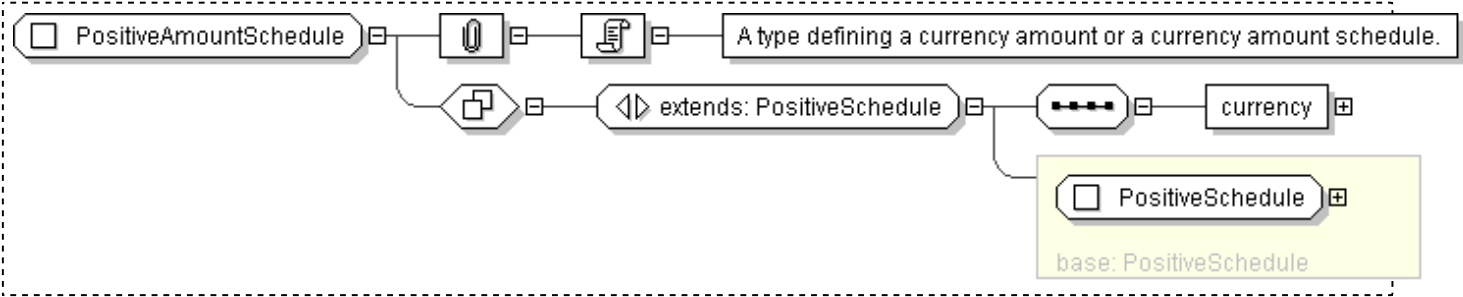 PositiveAmountSchedule
A type defining a currency amount or a currency amount schedule.
extends: PositiveSchedule
currency
PositiveSchedule
base: PositiveSchedule